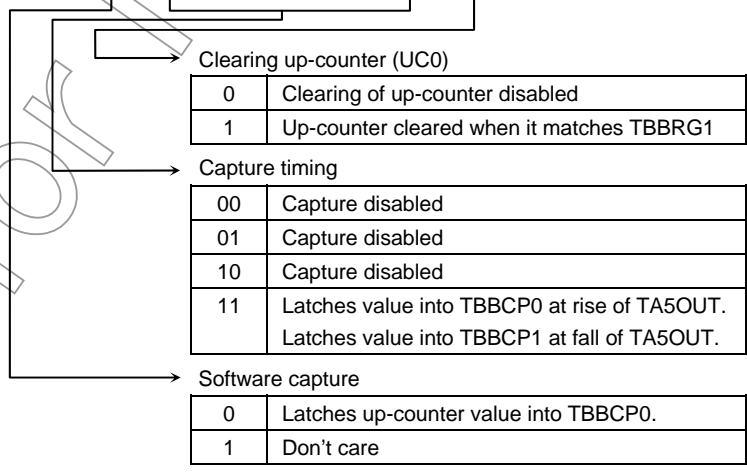 Clearing up-counter (UC0)
0 Clearing of up-counter disabled
1 Up-counter cleared when it matches TBBRG1
Capture timing
00 Capture disabled
01 Capture disabled
10 Capture disabled
11 Latches value into TBBCP0 at rise of TA5OUT.
Latches value into TBBCP1 at fall of TA5OUT.
Software capture
0 Latches up-counter value into TBBCP0.
1 Don't care